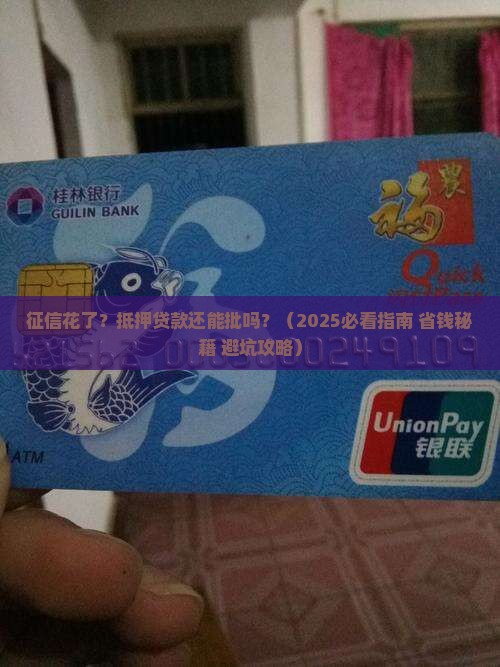 桂林银行
GUILIN BANK
農
福
Quick
征信花了？抵押贷款还能批吗？（2025必看指南 省钱秘
籍 避坑攻略）
ATM
UnionPay
银联